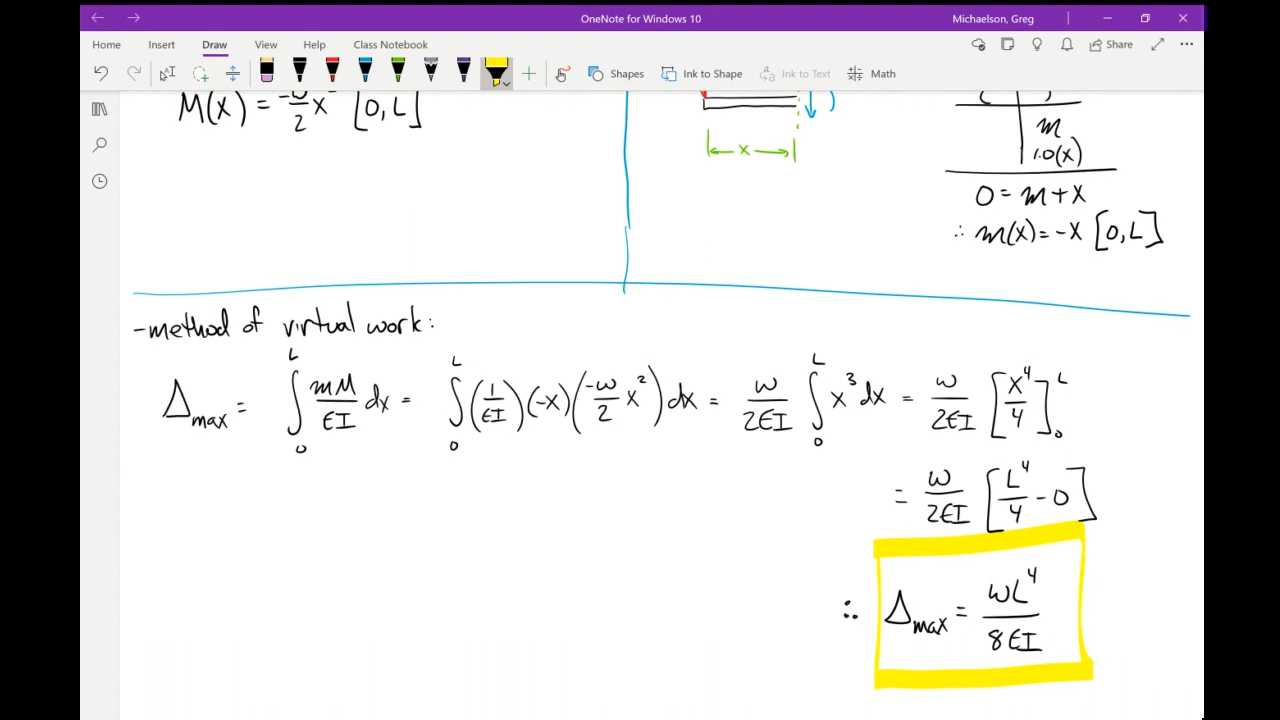 OneNote for Windows 10
Michaelson, Greg
Home Insert Draw View Help Class Notebook
Share
Shapes Ink to Shape Ink to Text Math
M(x) = -ω/2 x² [0, L]
x
m
1.0(x)
0 = m + x
∴ m(x) = -x [0, L]
-method of virtual work:
Δmax = ∫₀ᴸ mM/EI dx = ∫₀ᴸ (1/EI)(-x)(-ω/2 x²) dx = ω/2EI ∫₀ᴸ x³ dx = ω/2EI [x⁴/4]₀ᴸ
= ω/2EI [L⁴/4 - 0]
∴ Δmax = ωL⁴/8EI